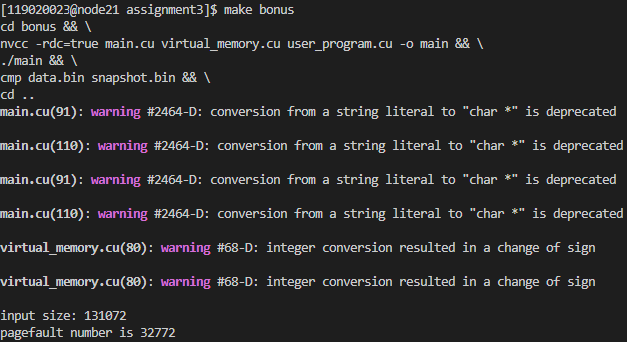 [119020023@node21 assignment3]$ make bonus
cd bonus && \
nvcc -rdc=true main.cu virtual_memory.cu user_program.cu -o main && \
./main && \
cmp data.bin snapshot.bin && \
cd ..
main.cu(91): warning #2464-D: conversion from a string literal to "char *" is deprecated
main.cu(110): warning #2464-D: conversion from a string literal to "char *" is deprecated
main.cu(91): warning #2464-D: conversion from a string literal to "char *" is deprecated
main.cu(110): warning #2464-D: conversion from a string literal to "char *" is deprecated
virtual_memory.cu(80): warning #68-D: integer conversion resulted in a change of sign
virtual_memory.cu(80): warning #68-D: integer conversion resulted in a change of sign
input size: 131072
pagefault number is 32772